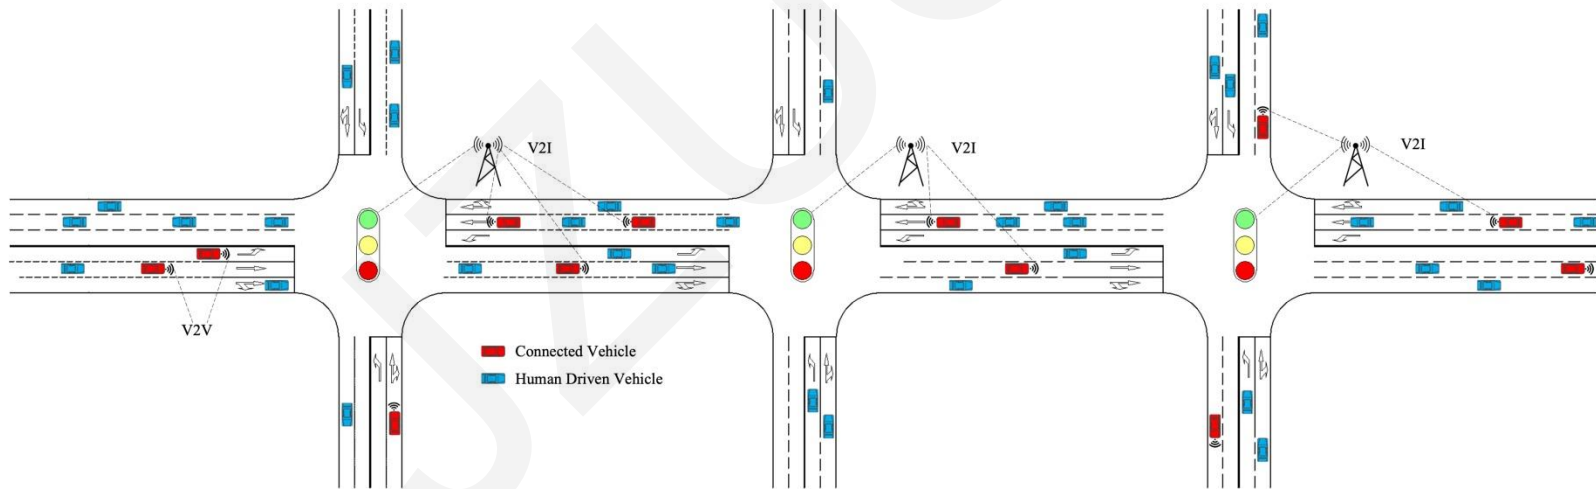 V2I
V2I
V2I
V2V
Connected Vehicle
Human Driven Vehicle